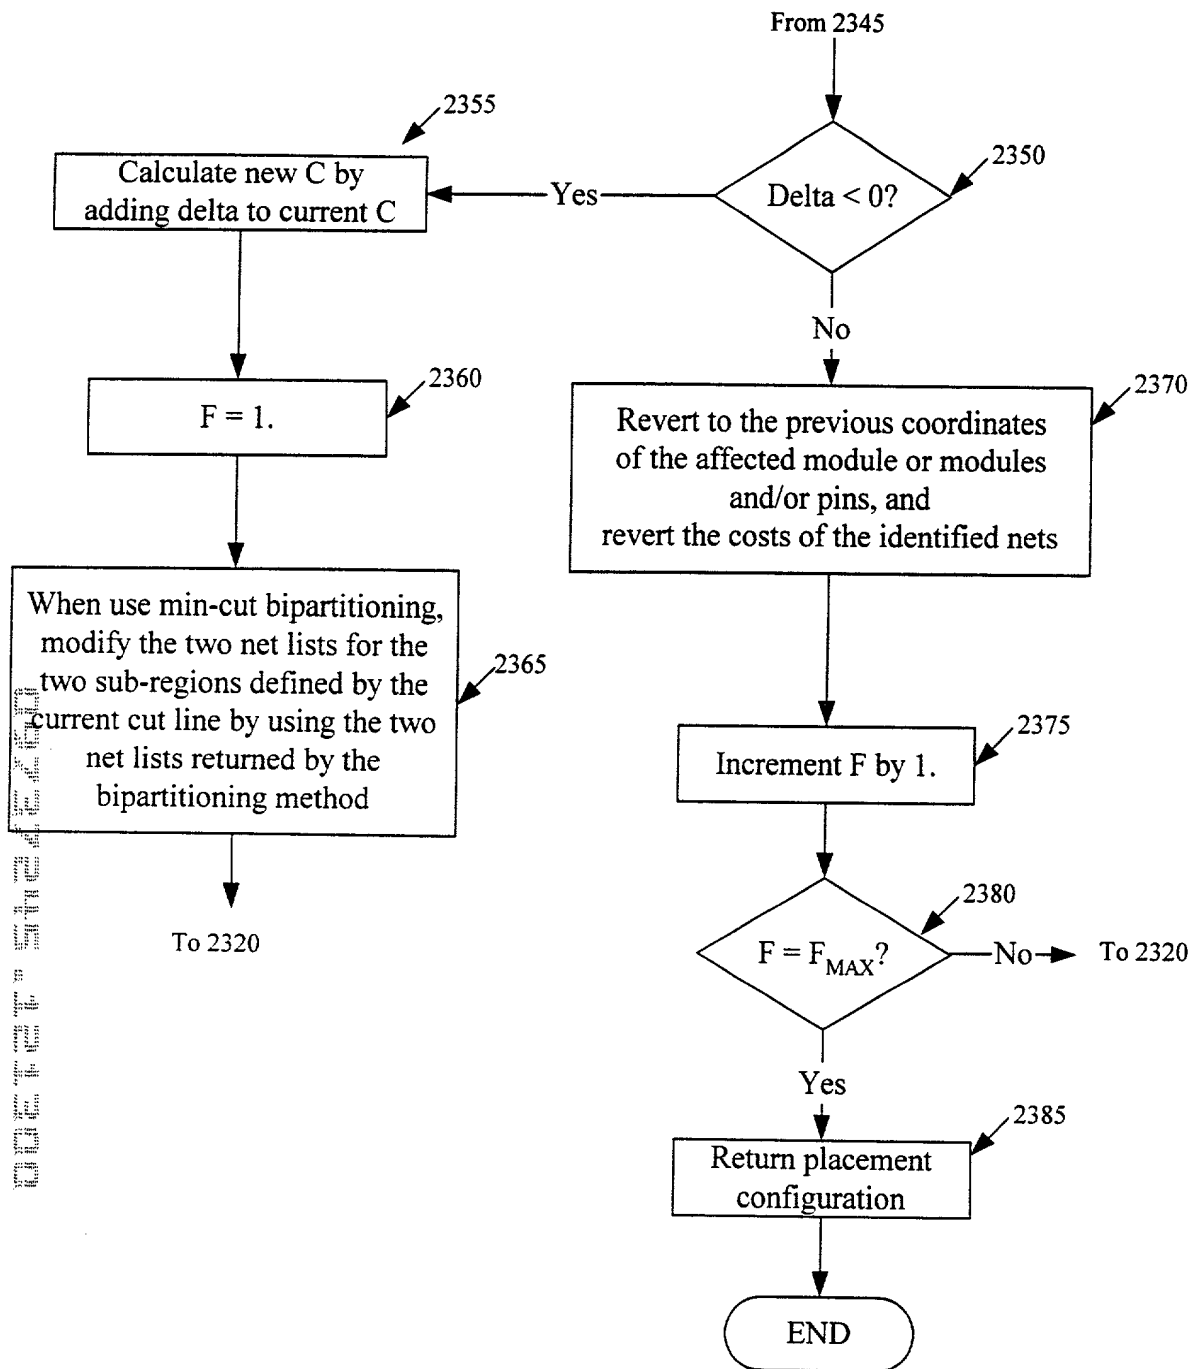 From 2345
2355
Calculate new C by
adding delta to current C
Yes
Delta < 0?
2350
No
2360
F = 1.
2370
Revert to the previous coordinates
of the affected module or modules
and/or pins, and
revert the costs of the identified nets
When use min-cut bipartitioning,
modify the two net lists for the
two sub-regions defined by the
current cut line by using the two
net lists returned by the
bipartitioning method
2365
2375
Increment F by 1.
To 2320
2380
F = FMAX?
No
To 2320
Yes
2385
Return placement
configuration
END